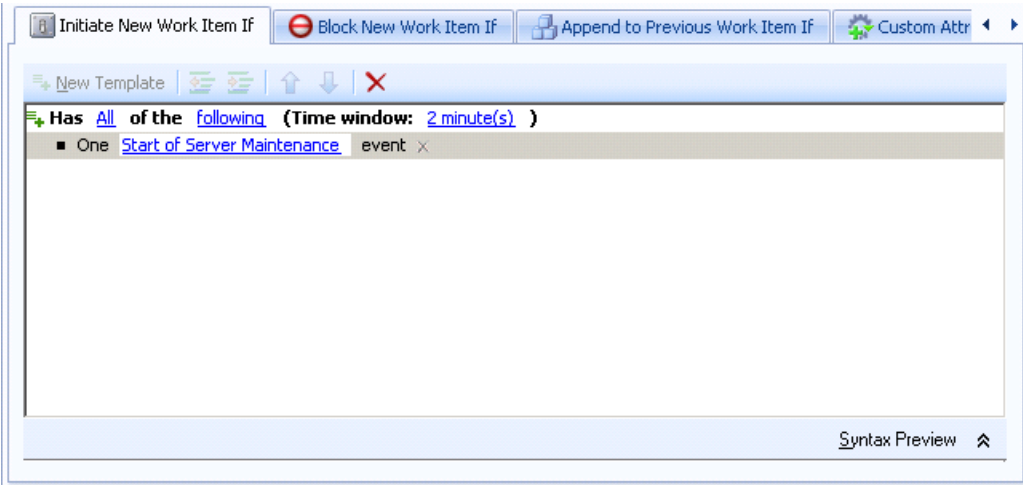 Initiate New Work Item If Block New Work Item If Append to Previous Work Item If Custom Attr
New Template
Has All of the following (Time window: 2 minute(s) )
One Start of Server Maintenance event
Syntax Preview